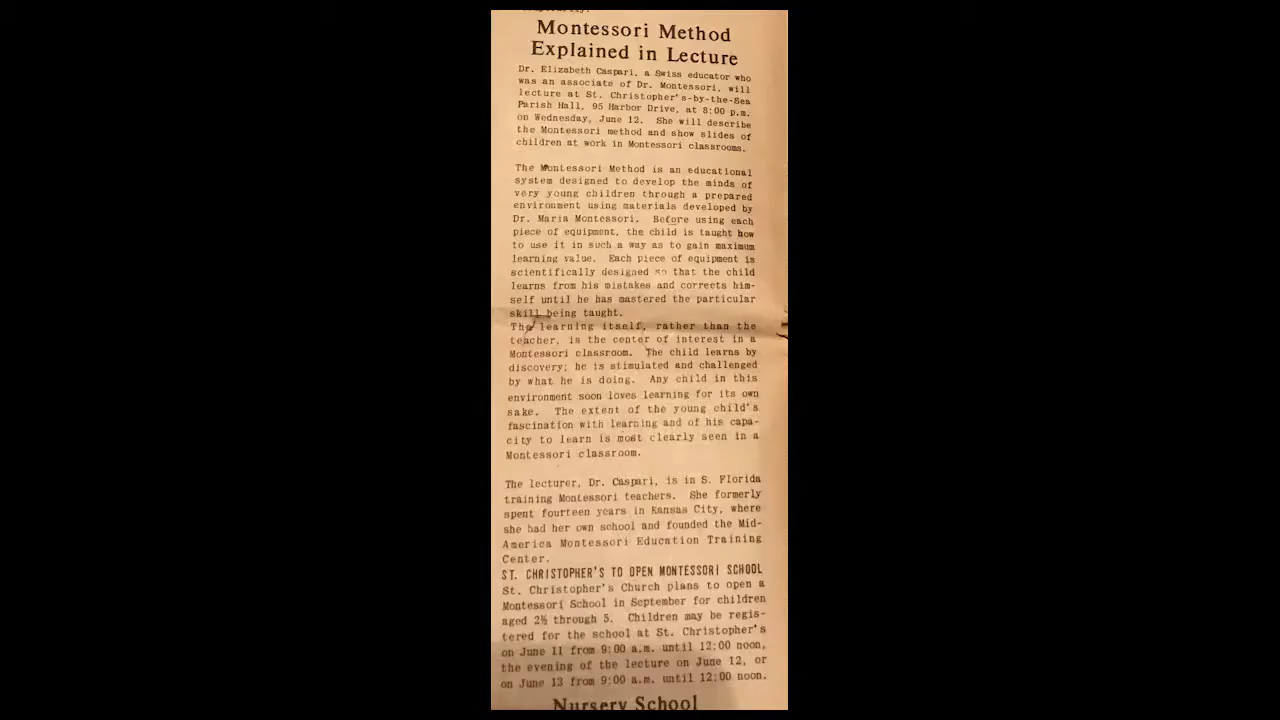 Montessori Method
Explained in Lecture
Dr. Elizabeth Caspari, a Swiss educator who
was an associate of Dr. Montessori, will
lecture at St. Christopher's-by-the-Sea
Parish Hall, 95 Harbor Drive, at 8:00 p.m.
on Wednesday, June 12. She will describe
the Montessori method and show slides of
children at work in Montessori classrooms.
The Montessori Method is an educational
system designed to develop the minds of
very young children through a prepared
environment using materials developed by
Dr. Maria Montessori. Before using each
piece of equipment, the child is taught how
to use it in such a way as to gain maximum
learning value. Each piece of equipment is
scientifically designed so that the child
learns from his mistakes and corrects him-
self until he has mastered the particular
skill being taught.
The learning itself, rather than the
teacher, is the center of interest in a
Montessori classroom. The child learns by
discovery; he is stimulated and challenged
by what he is doing. Any child in this
environment soon loves learning for its own
sake. The extent of the young child's
fascination with learning and of his capa-
city to learn is most clearly seen in a
Montessori classroom.
The lecturer, Dr. Caspari, is in S. Florida
training Montessori teachers. She formerly
spent fourteen years in Kansas City, where
she had her own school and founded the Mid-
America Montessori Education Training
Center.
ST. CHRISTOPHER'S TO OPEN MONTESSORI SCHOOL
St. Christopher's Church plans to open a
Montessori School in September for children
aged 2½ through 5. Children may be regis-
tered for the school at St. Christopher's
on June 11 from 9:00 a.m. until 12:00 noon,
the evening of the lecture on June 12, or
on June 13 from 9:00 a.m. until 12:00 noon.
Nursery School